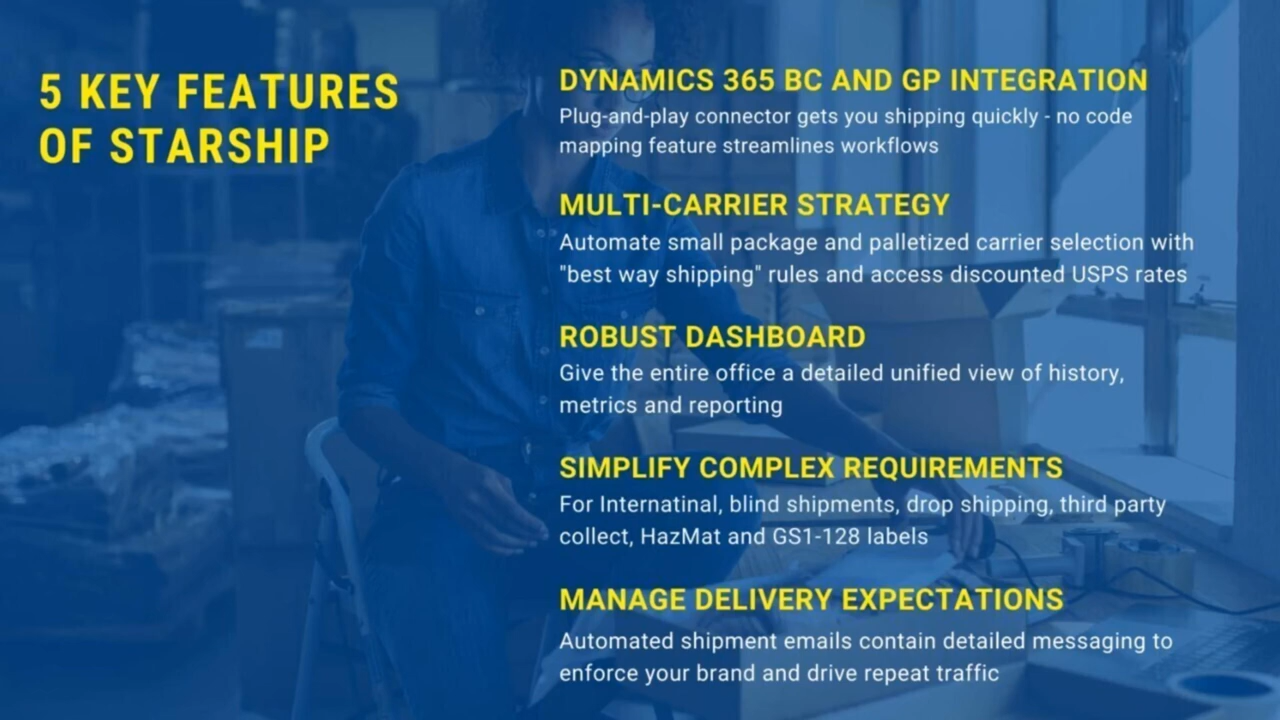 5 KEY FEATURES
OF STARSHIP
DYNAMICS 365 BC AND GP INTEGRATION
Plug-and-play connector gets you shipping quickly - no code
mapping feature streamlines workflows
MULTI-CARRIER STRATEGY
Automate small package and palletized carrier selection with
"best way shipping" rules and access discounted USPS rates
ROBUST DASHBOARD
Give the entire office a detailed unified view of history,
metrics and reporting
SIMPLIFY COMPLEX REQUIREMENTS
For Internatinal, blind shipments, drop shipping, third party
collect, HazMat and GS1-128 labels
MANAGE DELIVERY EXPECTATIONS
Automated shipment emails contain detailed messaging to
enforce your brand and drive repeat traffic